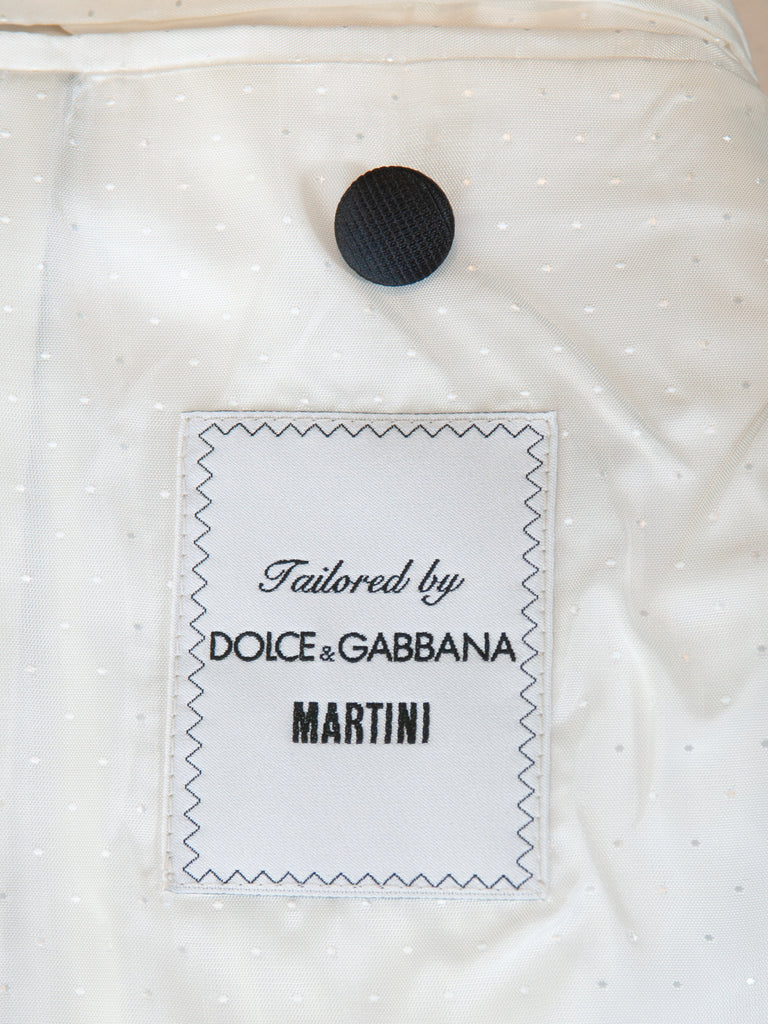 Tailored by
DOLCE & GABBANA
MARTINI